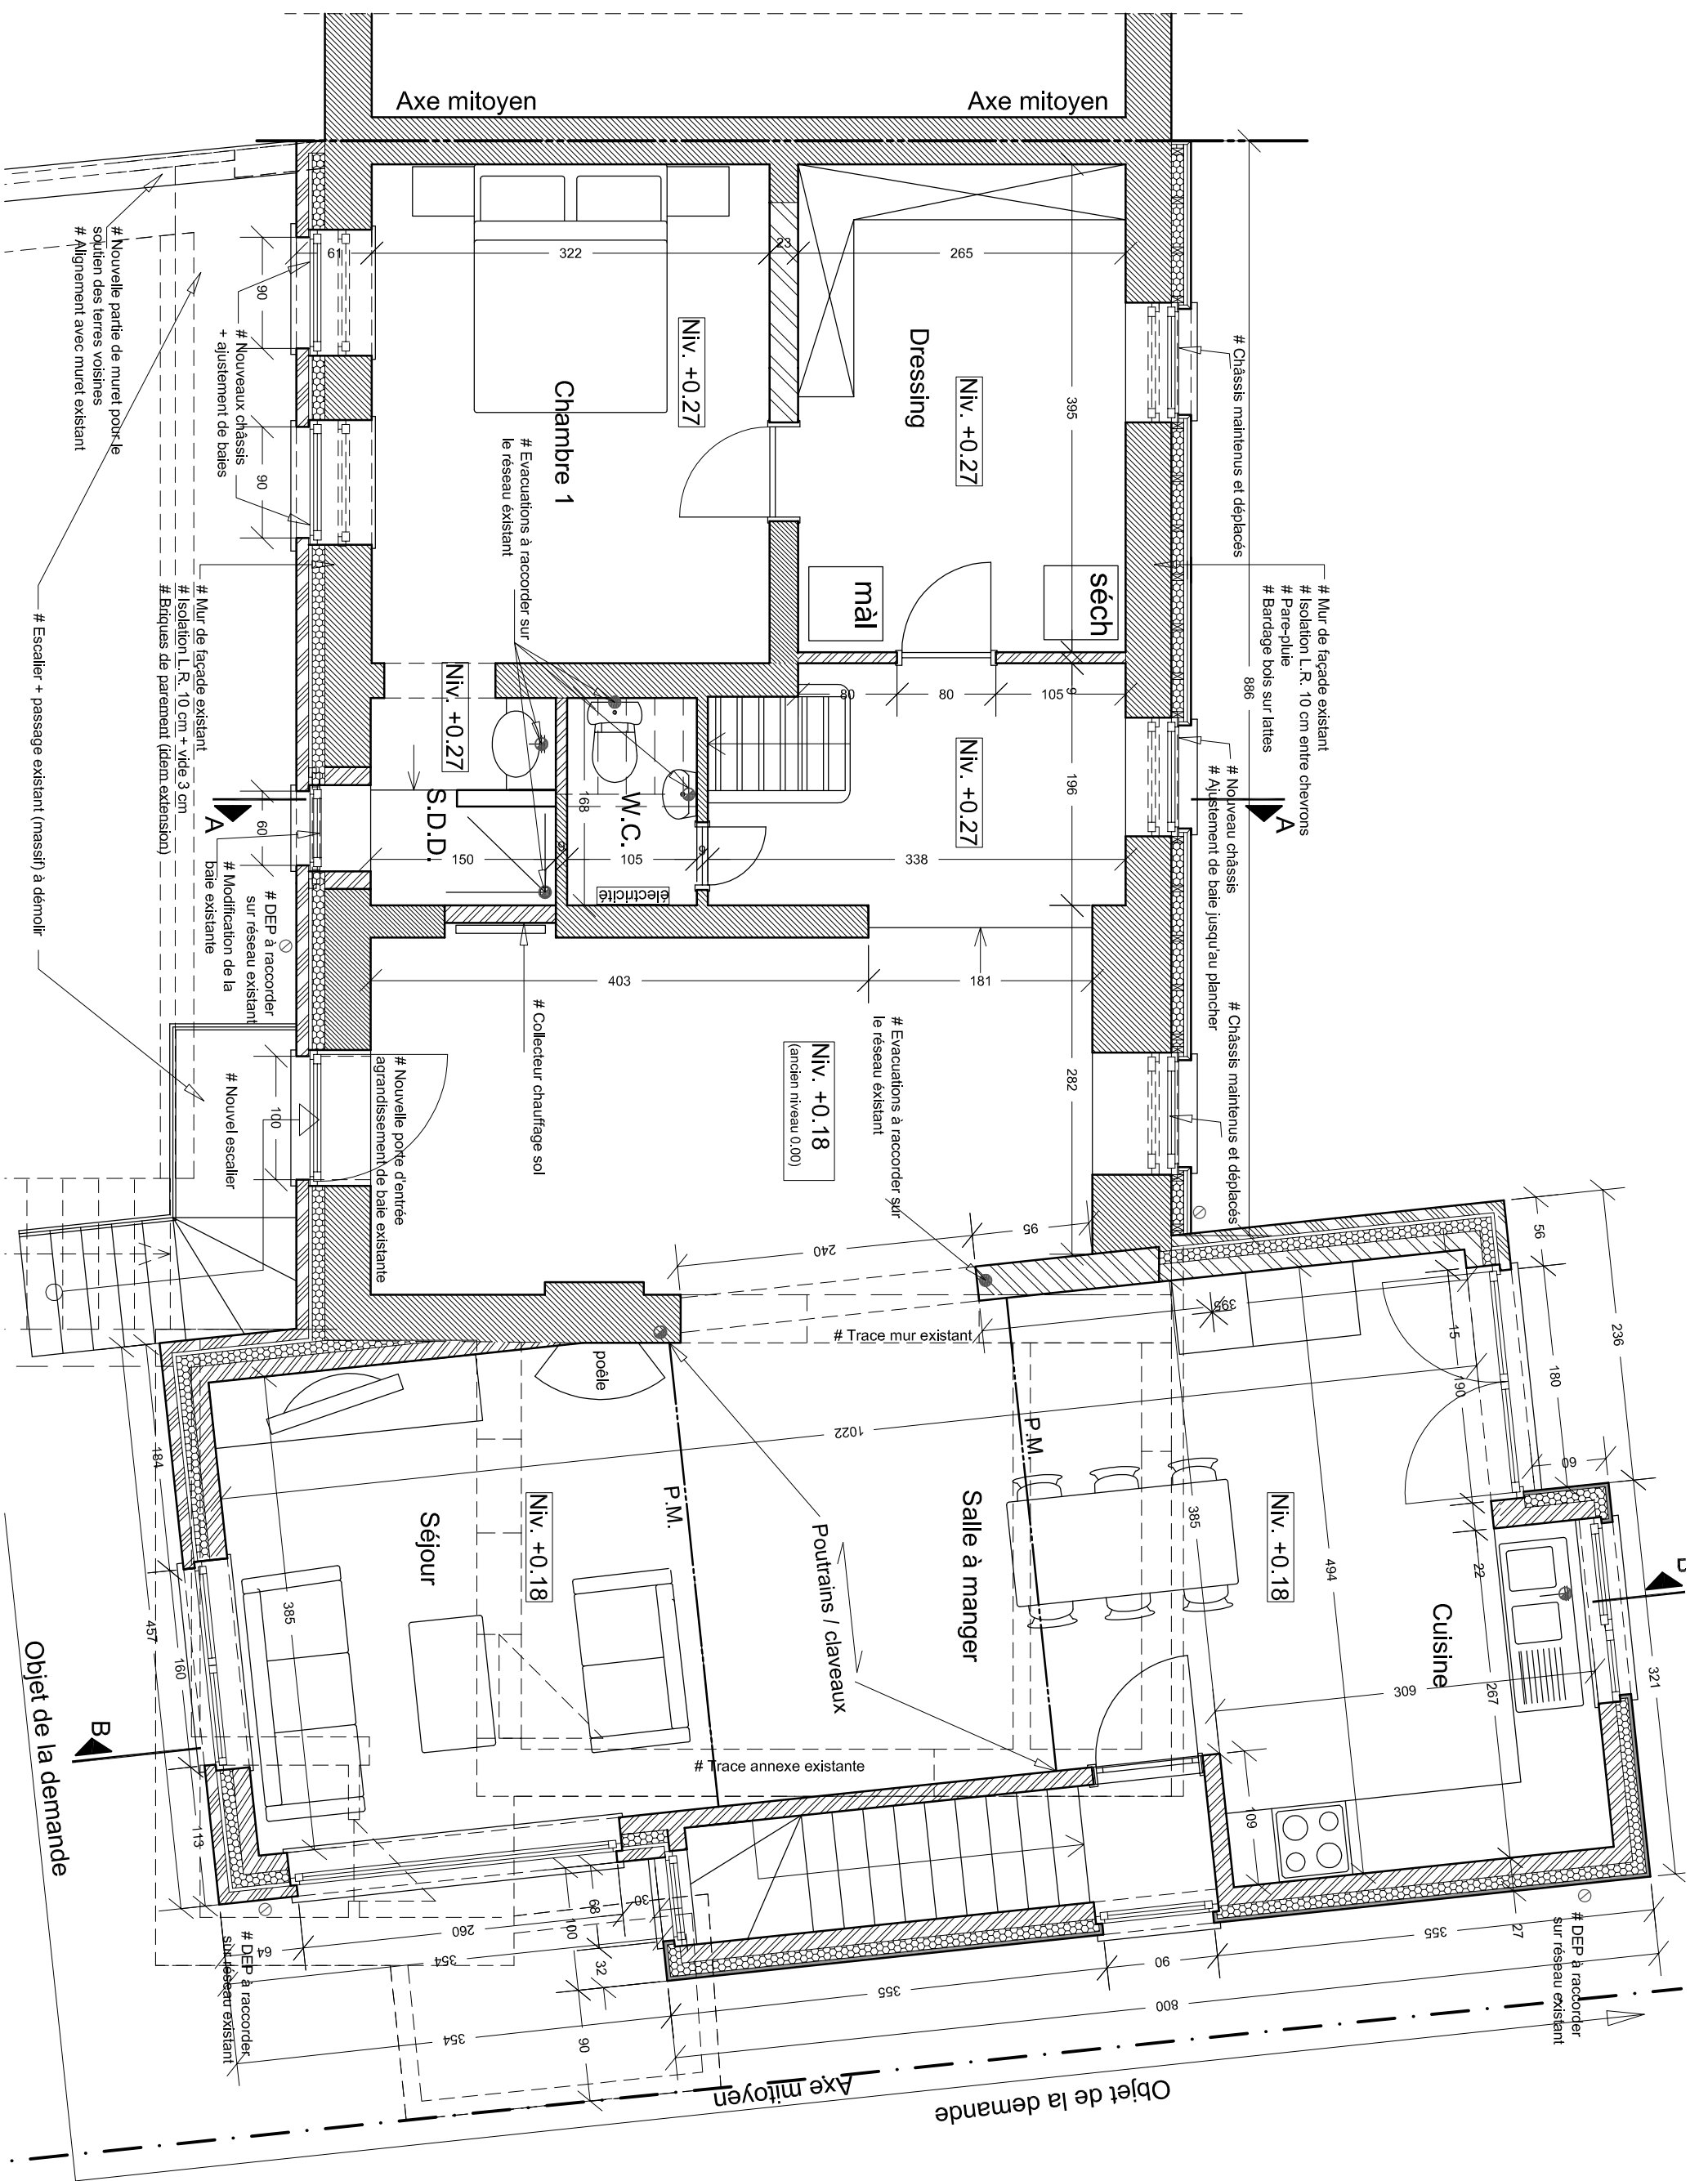 Axe mitoyen
Axe mitoyen
# Nouvelle partie de muret pour le
soutien des terres voisines
# Alignement avec muret existant
61
322
23
265
90
90
# Nouveaux châssis
+ ajustement de baies
Niv. +0.27
Chambre 1
Dressing
Niv. +0.27
395
# Châssis maintenus et déplacés
886
# Mur de façade existant
# Isolation L.R. 10 cm entre chevrons
# Pare-pluie
# Bardage bois sur lattes
# Evacuations à raccorder sur
le réseau éxistant
màl
séch
# Mur de façade existant
# Isolation L.R. 10 cm + vide 3 cm
# Briques de parement (idem extension)
# Escalier + passage existant (massif) à démolir
Niv. +0.27
80
80
105
9
Niv. +0.27
196
# Nouveau châssis
# Ajustement de baie jusqu'au plancher
A
A
60
S.D.D.
W.C.
168
150
9
105
9
338
électricité
# DEP à raccorder
sur réseau existant
# Modification de la
baie existante
403
181
# Collecteur chauffage sol
# Châssis maintenus et déplacés
# Nouvel escalier
100
# Nouvelle porte d'entrée
agrandissement de baie existante
Niv. +0.18
(ancien niveau 0.00)
# Evacuations à raccorder sur
le réseau éxistant
282
95
240
56
236
180
395
15
190
# Trace mur existant
poêle
1022
P.M.
P.M.
60
184
385
457
160
113
Séjour
Niv. +0.18
Salle à manger
Poutrains / claveaux
385
Niv. +0.18
494
22
267
Cuisine
309
321
B
Objet de la demande
# Trace annexe existante
109
64
260
354
30
68
100
32
90
354
355
90
800
355
27
# DEP à raccorder
sur réseau existant
# DEP à raccorder
sur réseau existant
Axe mitoyen
Objet de la demande